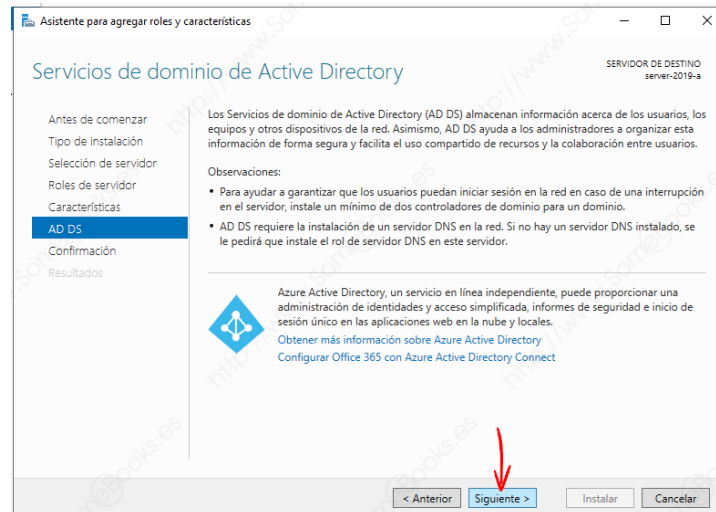 Asistente para agregar roles y características
Servicios de dominio de Active Directory
SERVIDOR DE DESTINO
server-2019-a
Antes de comenzar
Tipo de instalación
Selección de servidor
Roles de servidor
Características
AD DS
Confirmación
Resultados
Los Servicios de dominio de Active Directory (AD DS) almacenan información acerca de los usuarios, los
equipos y otros dispositivos de la red. Asimismo, AD DS ayuda a los administradores a organizar esta
información de forma segura y facilita el uso compartido de recursos y la colaboración entre usuarios.
Observaciones:
• Para ayudar a garantizar que los usuarios puedan iniciar sesión en la red en caso de una interrupción
en el servidor, instale un mínimo de dos controladores de dominio para un dominio.
• AD DS requiere la instalación de un servidor DNS en la red. Si no hay un servidor DNS instalado, se
le pedirá que instale el rol de servidor DNS en este servidor.
Azure Active Directory, un servicio en línea independiente, puede proporcionar una
administración de identidades y acceso simplificada, informes de seguridad e inicio de
sesión único en las aplicaciones web en la nube y locales.
Obtener más información sobre Azure Active Directory
Configurar Office 365 con Azure Active Directory Connect
< Anterior
Siguiente >
Instalar
Cancelar